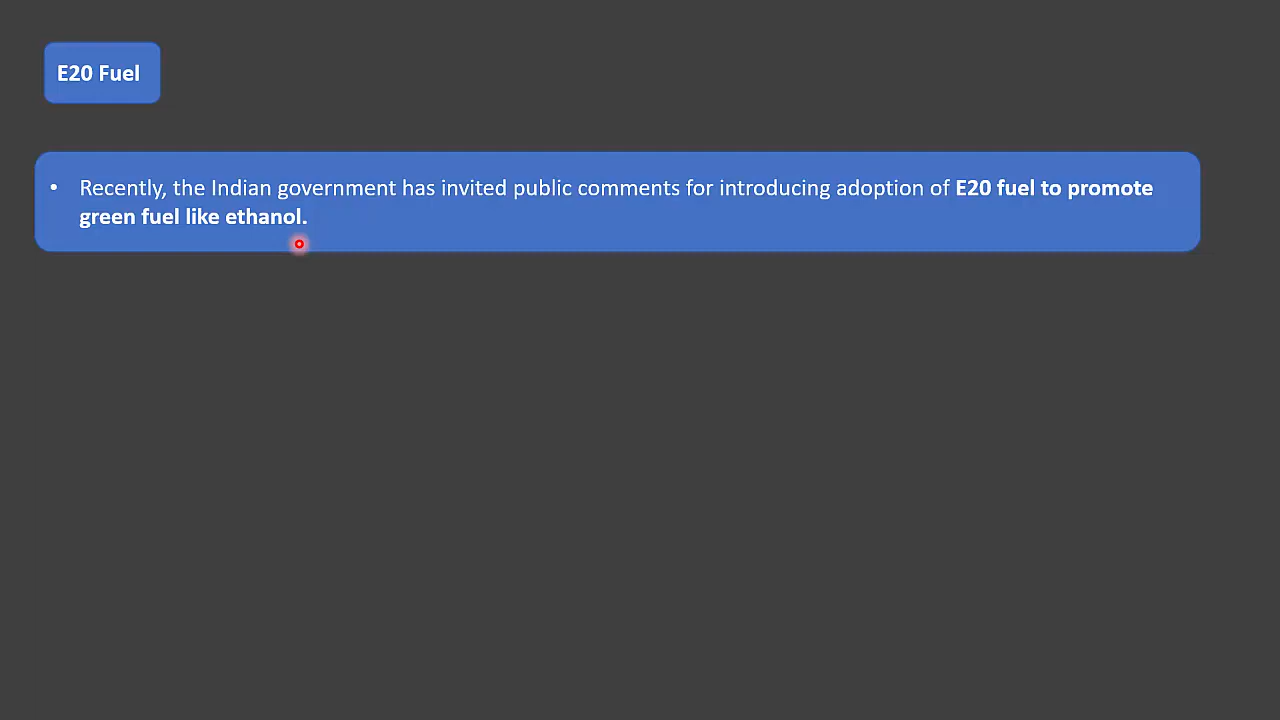 E20 Fuel
• Recently, the Indian government has invited public comments for introducing adoption of E20 fuel to promote
green fuel like ethanol.